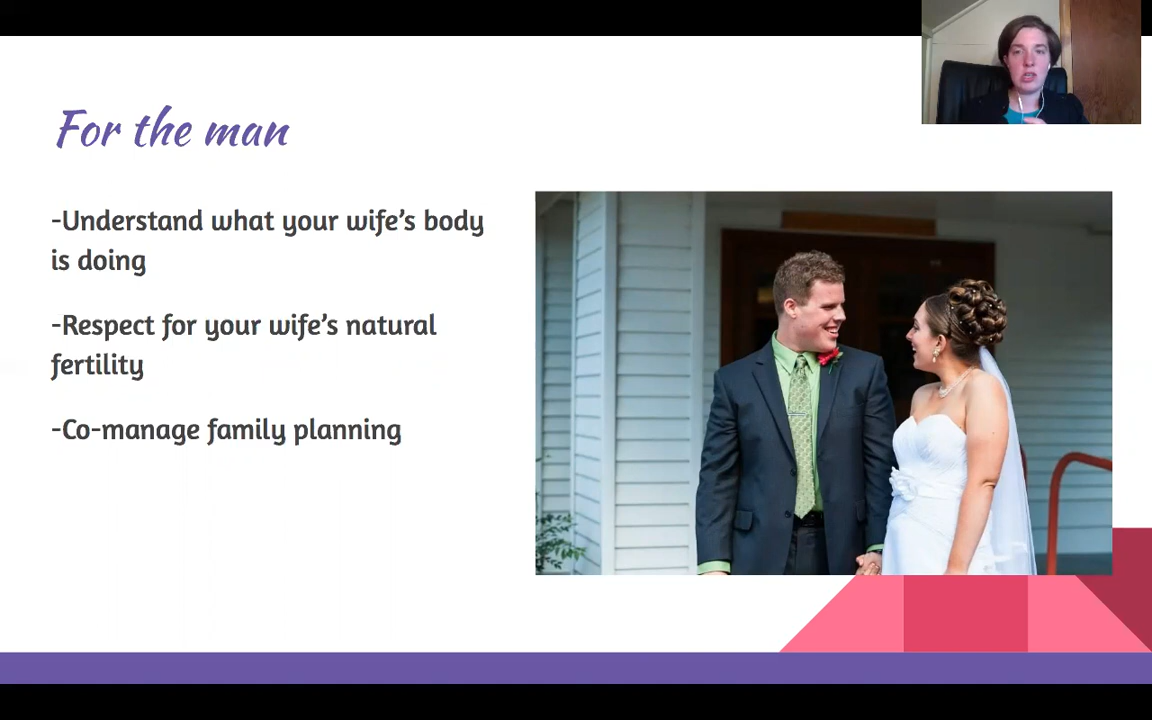 For the man
-Understand what your wife’s body
is doing
-Respect for your wife’s natural
fertility
-Co-manage family planning